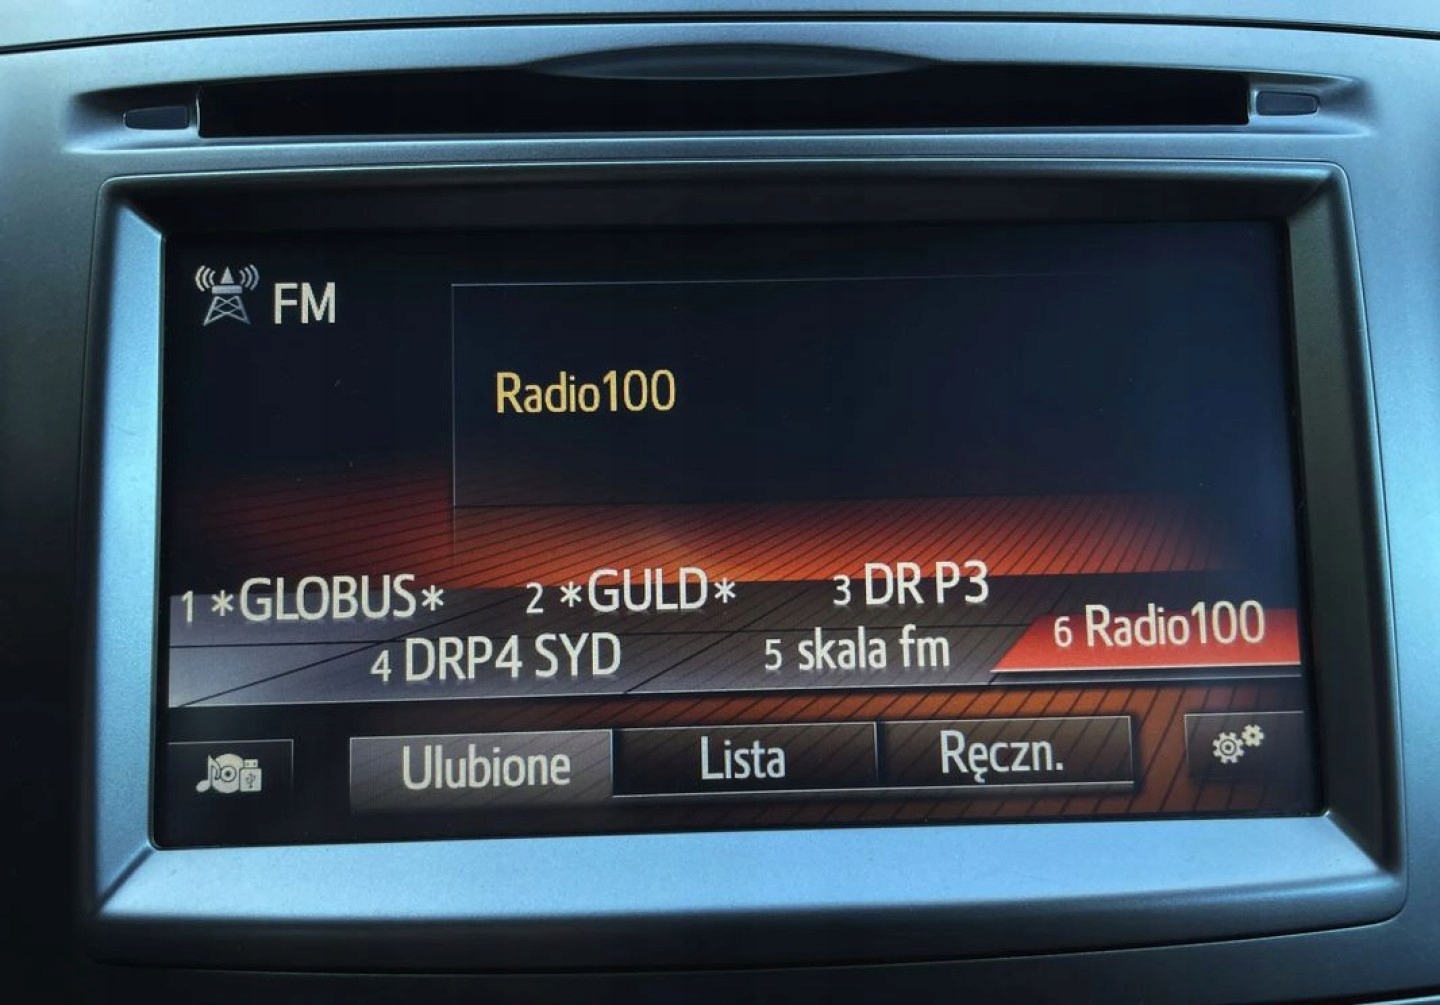 FM
Radio100
1 *GLOBUS* 2 *GULD* 3 DR P3
4 DRP4 SYD 5 skala fm 6 Radio100
Ulubione Lista Ręczn.